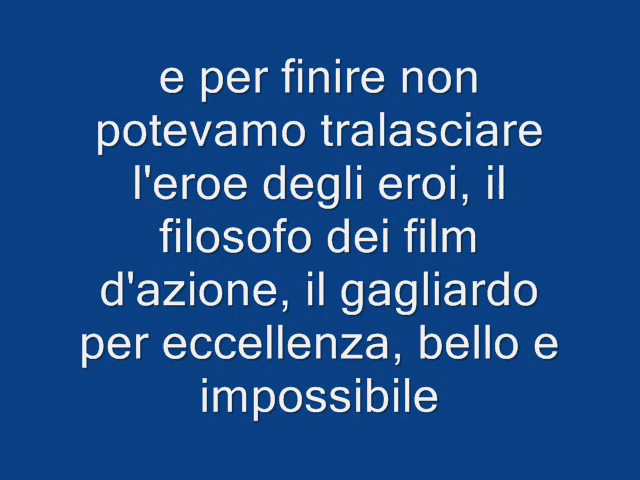 e per finire non
potevamo tralasciare
l'eroe degli eroi, il
filosofo dei film
d'azione, il gagliardo
per eccellenza, bello e
impossibile